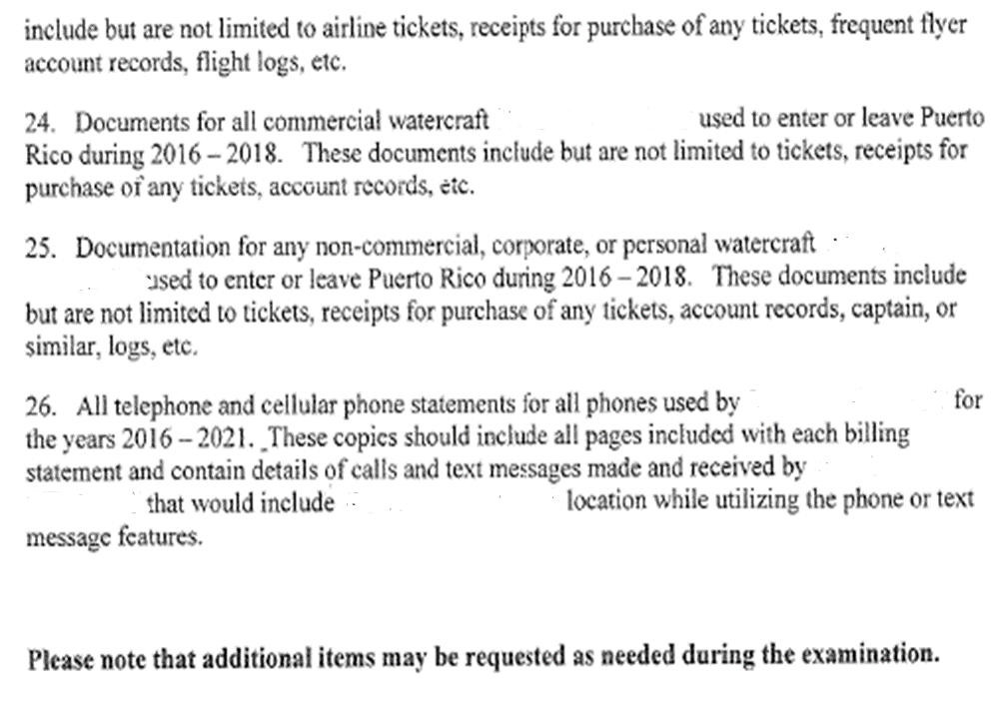 include but are not limited to airline tickets, receipts for purchase of any tickets, frequent flyer
account records, flight logs, etc.
24. Documents for all commercial watercraft used to enter or leave Puerto
Rico during 2016 – 2018. These documents include but are not limited to tickets, receipts for
purchase of any tickets, account records, etc.
25. Documentation for any non-commercial, corporate, or personal watercraft
used to enter or leave Puerto Rico during 2016 – 2018. These documents include
but are not limited to tickets, receipts for purchase of any tickets, account records, captain, or
similar, logs, etc.
26. All telephone and cellular phone statements for all phones used by for
the years 2016 – 2021. These copies should include all pages included with each billing
statement and contain details of calls and text messages made and received by
that would include location while utilizing the phone or text
message features.
Please note that additional items may be requested as needed during the examination.